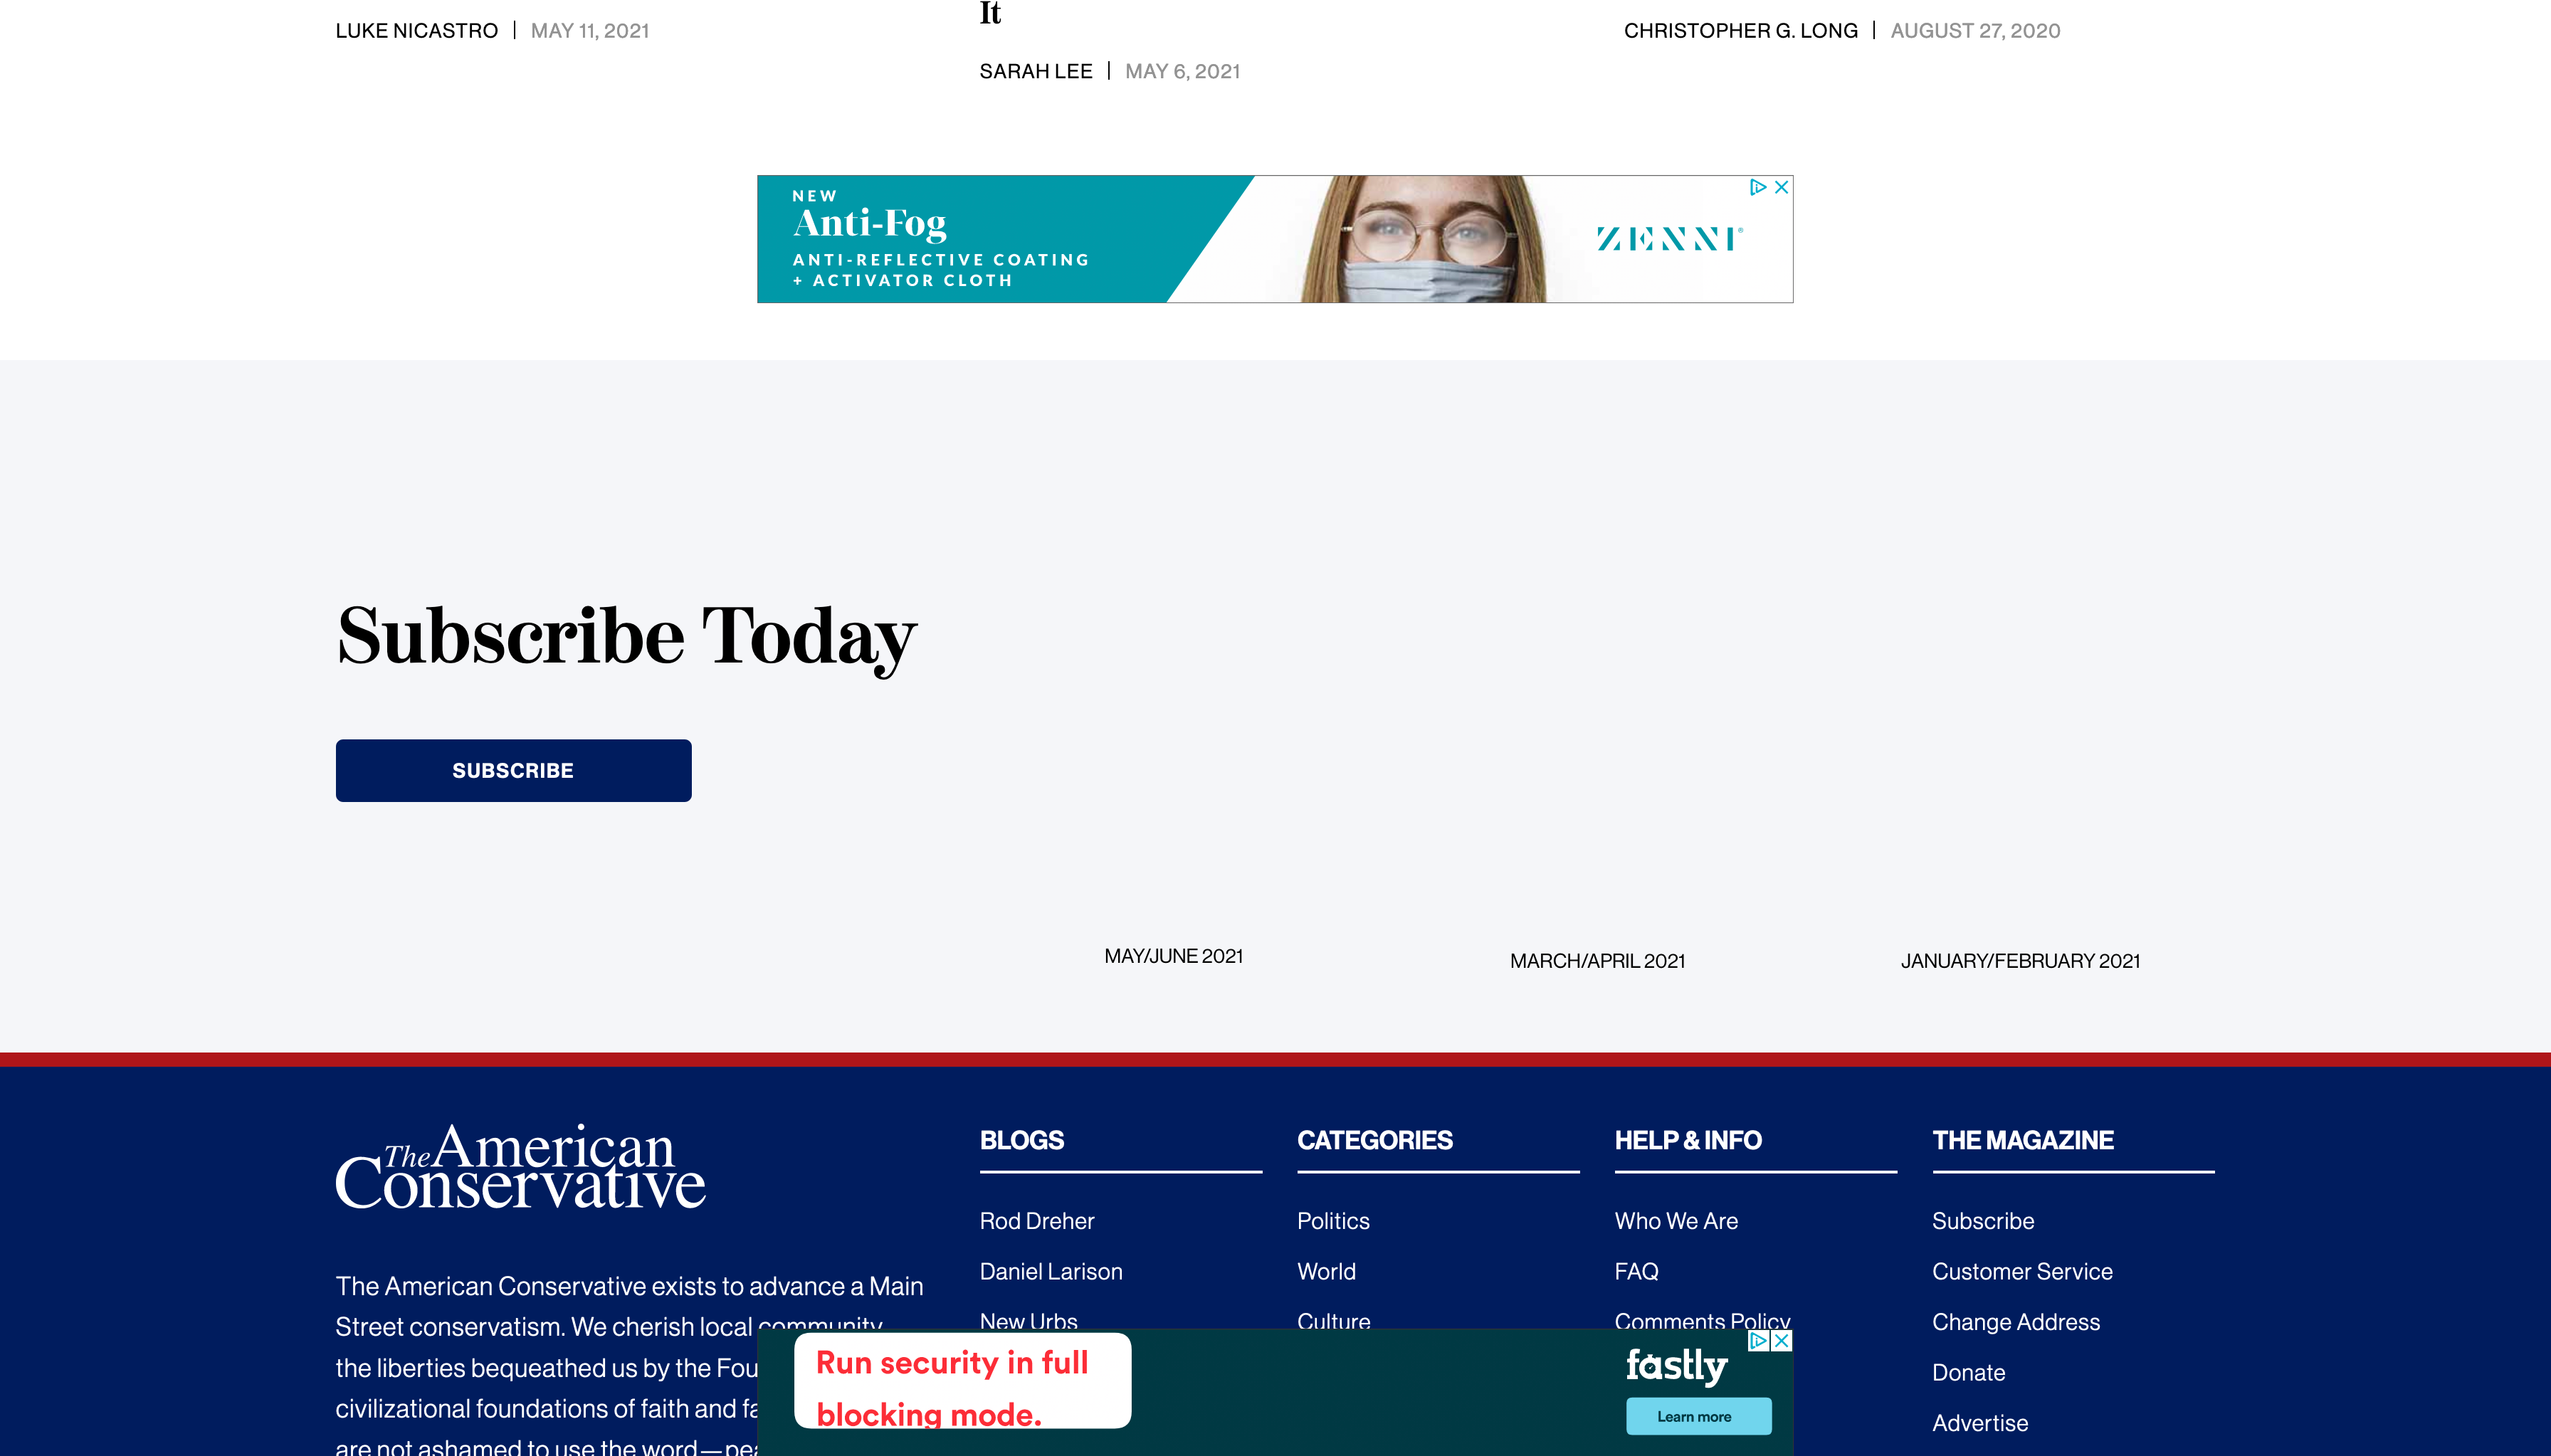 It
LUKE NICASTRO | MAY 11, 2021
SARAH LEE | MAY 6, 2021
CHRISTOPHER G. LONG | AUGUST 27, 2020
NEW
Anti-Fog
ANTI-REFLECTIVE COATING
+ ACTIVATOR CLOTH
ZENNI®
Subscribe Today
SUBSCRIBE
MAY/JUNE 2021
MARCH/APRIL 2021
JANUARY/FEBRUARY 2021
The American
Conservative
The American Conservative exists to advance a Main
Street conservatism. We cherish local community,
the liberties bequeathed us by the Fou
civilizational foundations of faith and fa
are not ashamed to use the word—pea
BLOGS
Rod Dreher
Daniel Larison
New Urbs
CATEGORIES
Politics
World
Culture
HELP & INFO
Who We Are
FAQ
Comments Policy
THE MAGAZINE
Subscribe
Customer Service
Change Address
Donate
Advertise
Run security in full
blocking mode.
fastly
Learn more